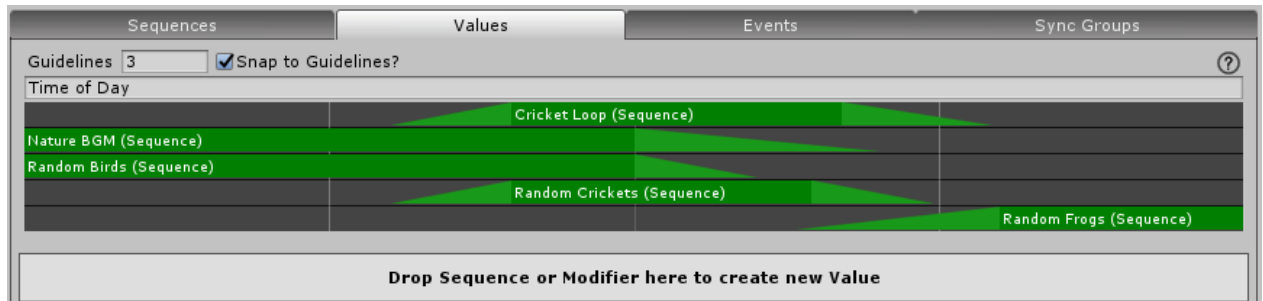 Sequences Values Events Sync Groups
Guidelines 3 Snap to Guidelines? ?
Time of Day
Cricket Loop (Sequence)
Nature BGM (Sequence)
Random Birds (Sequence)
Random Crickets (Sequence)
Random Frogs (Sequence)
Drop Sequence or Modifier here to create new Value